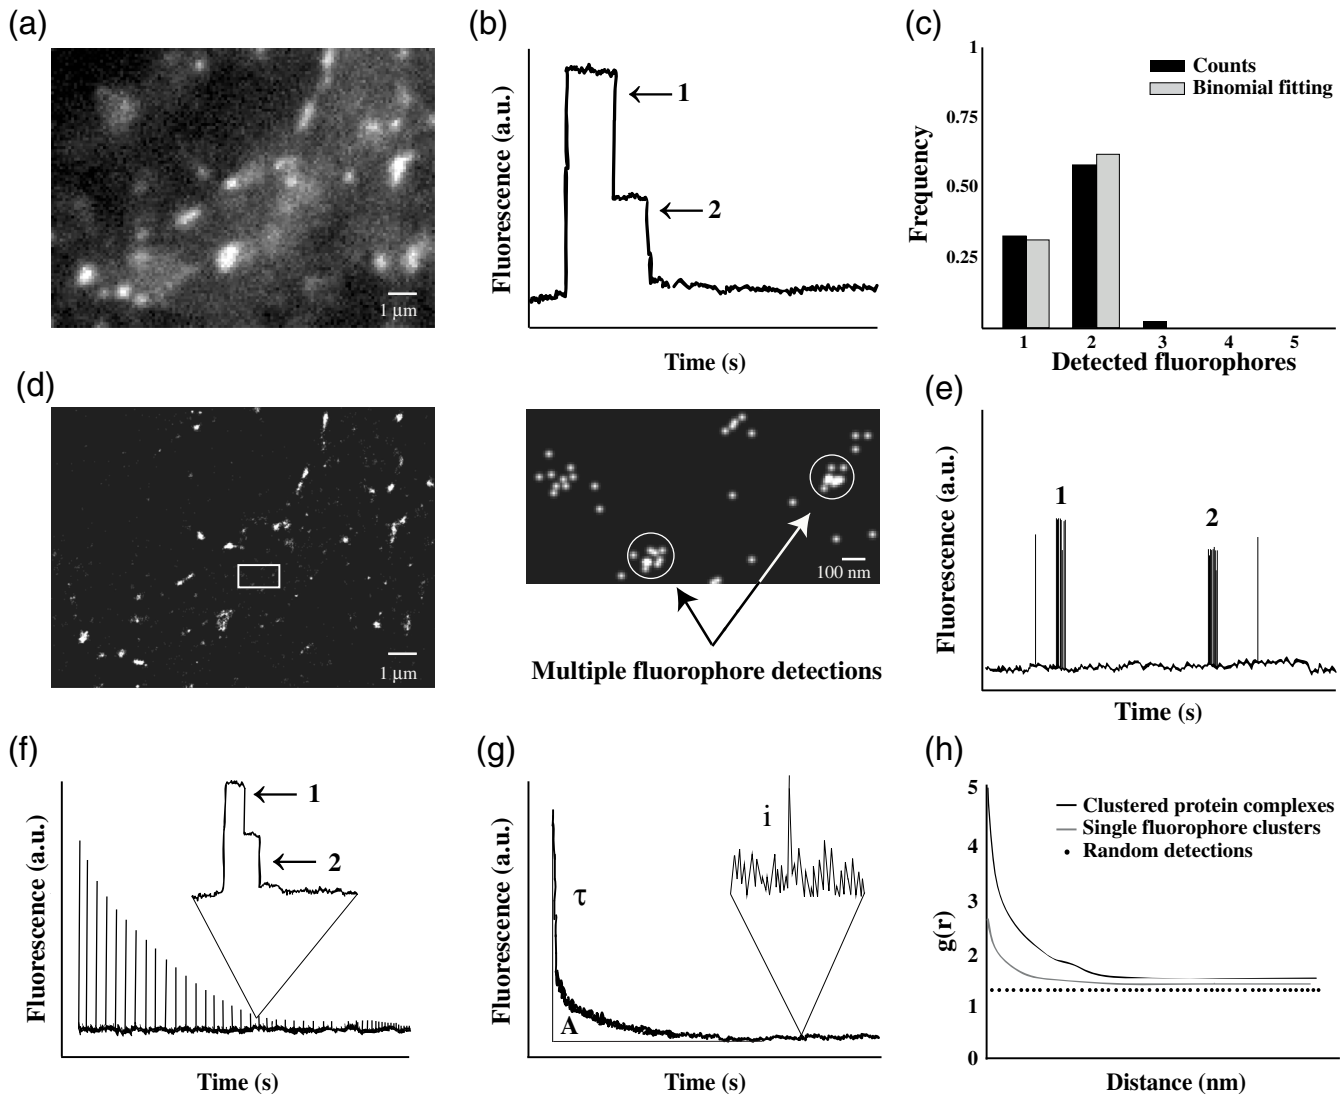 (a)
1 μm
(b)
Fluorescence (a.u.)
1
2
Time (s)
(c)
Frequency
1
0.75
0.50
0.25
Counts
Binomial fitting
1 2 3 4 5
Detected fluorophores
(d)
1 μm
100 nm
Multiple fluorophore detections
(e)
Fluorescence (a.u.)
1
2
Time (s)
(f)
Fluorescence (a.u.)
1
2
Time (s)
(g)
Fluorescence (a.u.)
τ
A
i
Time (s)
(h)
g(r)
5
4
3
2
1
0
Clustered protein complexes
Single fluorophore clusters
Random detections
Distance (nm)